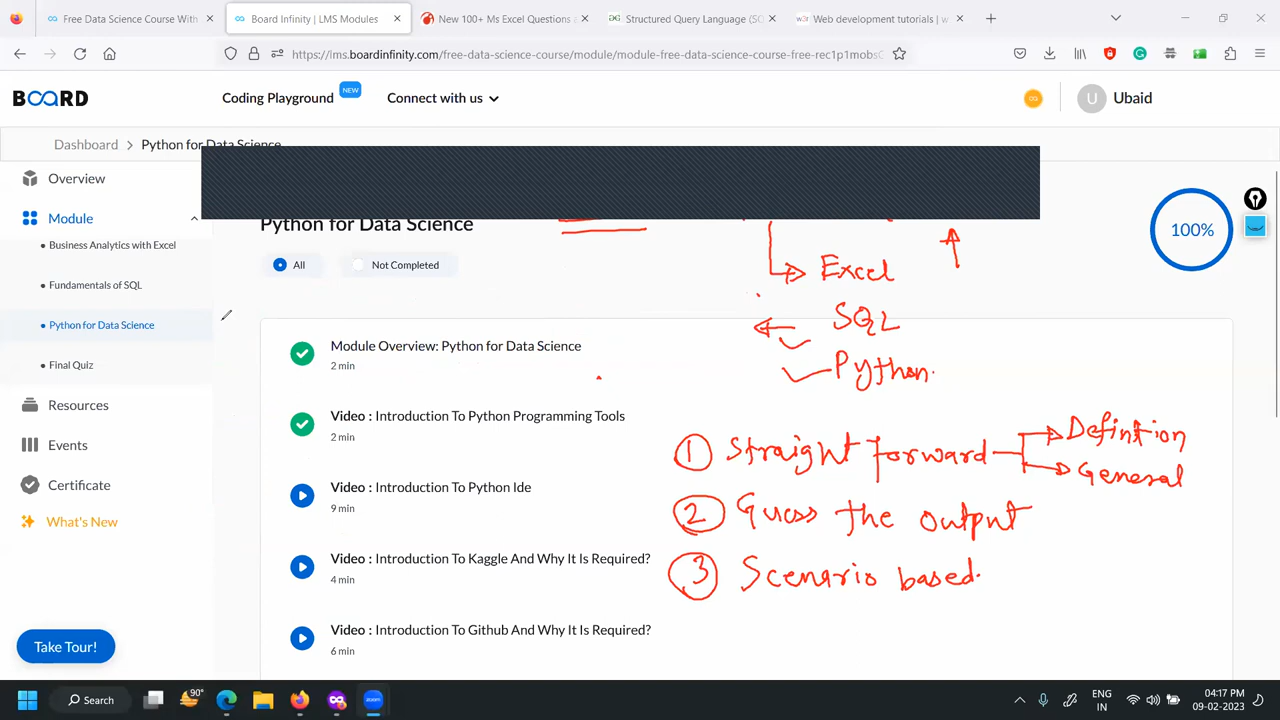 Free Data Science Course With
Board Infinity | LMS Modules
New 100+ Ms Excel Questions a
Structured Query Language (SQ
Web development tutorials | w
https://lms.boardinfinity.com/free-data-science-course/module/module-free-data-science-course-free-rec1p1mobs
BOARD
Coding Playground
NEW
Connect with us
U
Ubaid
Dashboard > Python for Data Science
Overview
Module
Business Analytics with Excel
Fundamentals of SQL
Python for Data Science
Final Quiz
Resources
Events
Certificate
What's New
Take Tour!
Python for Data Science
100%
All
Not Completed
Module Overview: Python for Data Science
2 min
Video : Introduction To Python Programming Tools
2 min
Video : Introduction To Python Ide
9 min
Video : Introduction To Kaggle And Why It Is Required?
4 min
Video : Introduction To Github And Why It Is Required?
6 min
Excel
SQL
Python.
1 Straight forward
Defintion
General
2 Guess the output
3 Scenario based.
Search
90°
zoom
ENG
IN
04:17 PM
09-02-2023